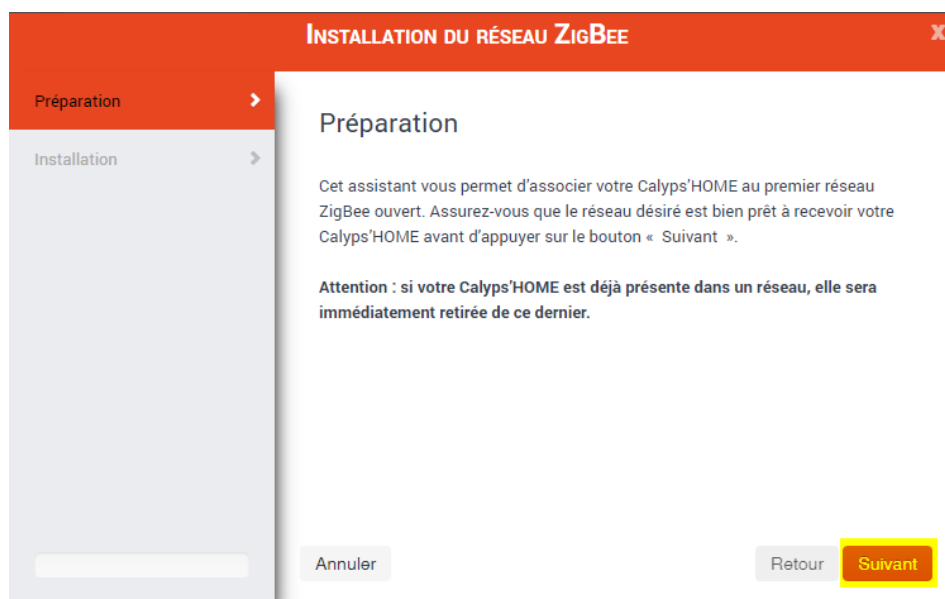 INSTALLATION DU RÉSEAU ZIGBEE
X
Préparation
Installation
Préparation
Cet assistant vous permet d'associer votre Calyps'HOME au premier réseau
ZigBee ouvert. Assurez-vous que le réseau désiré est bien prêt à recevoir votre
Calyps'HOME avant d'appuyer sur le bouton « Suivant ».
Attention : si votre Calyps'HOME est déjà présente dans un réseau, elle sera
immédiatement retirée de ce dernier.
Annuler
Retour
Suivant